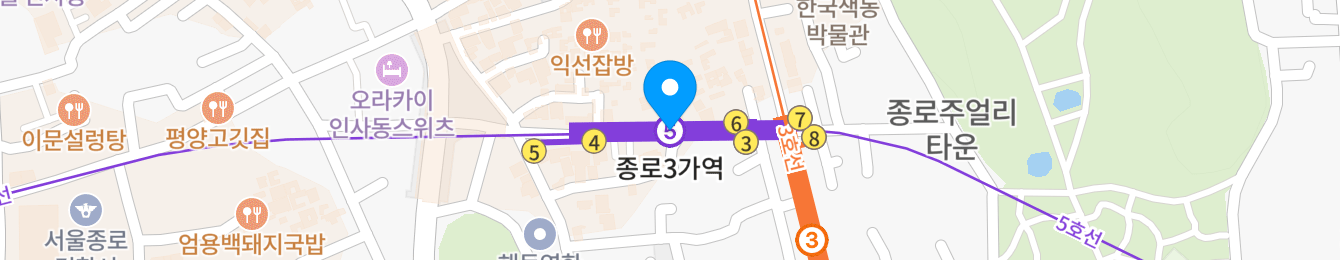 한국색동
박물관
익선잡방
오라카이
인사동스위츠
이문설렁탕
평양고깃집
5
4
5
6
3
7
8
3호선
종로3가역
종로주얼리
타운
서울종로
엄용백돼지국밥
5호선
3